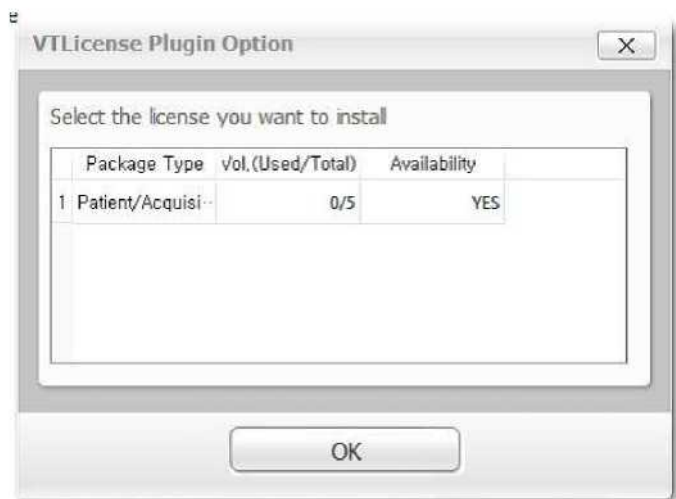 e
VTLicense Plugin Option
Select the license you want to install
Package Type Vol.(Used/Total) Availability
1 Patient/Acquisi... 0/5 YES
OK